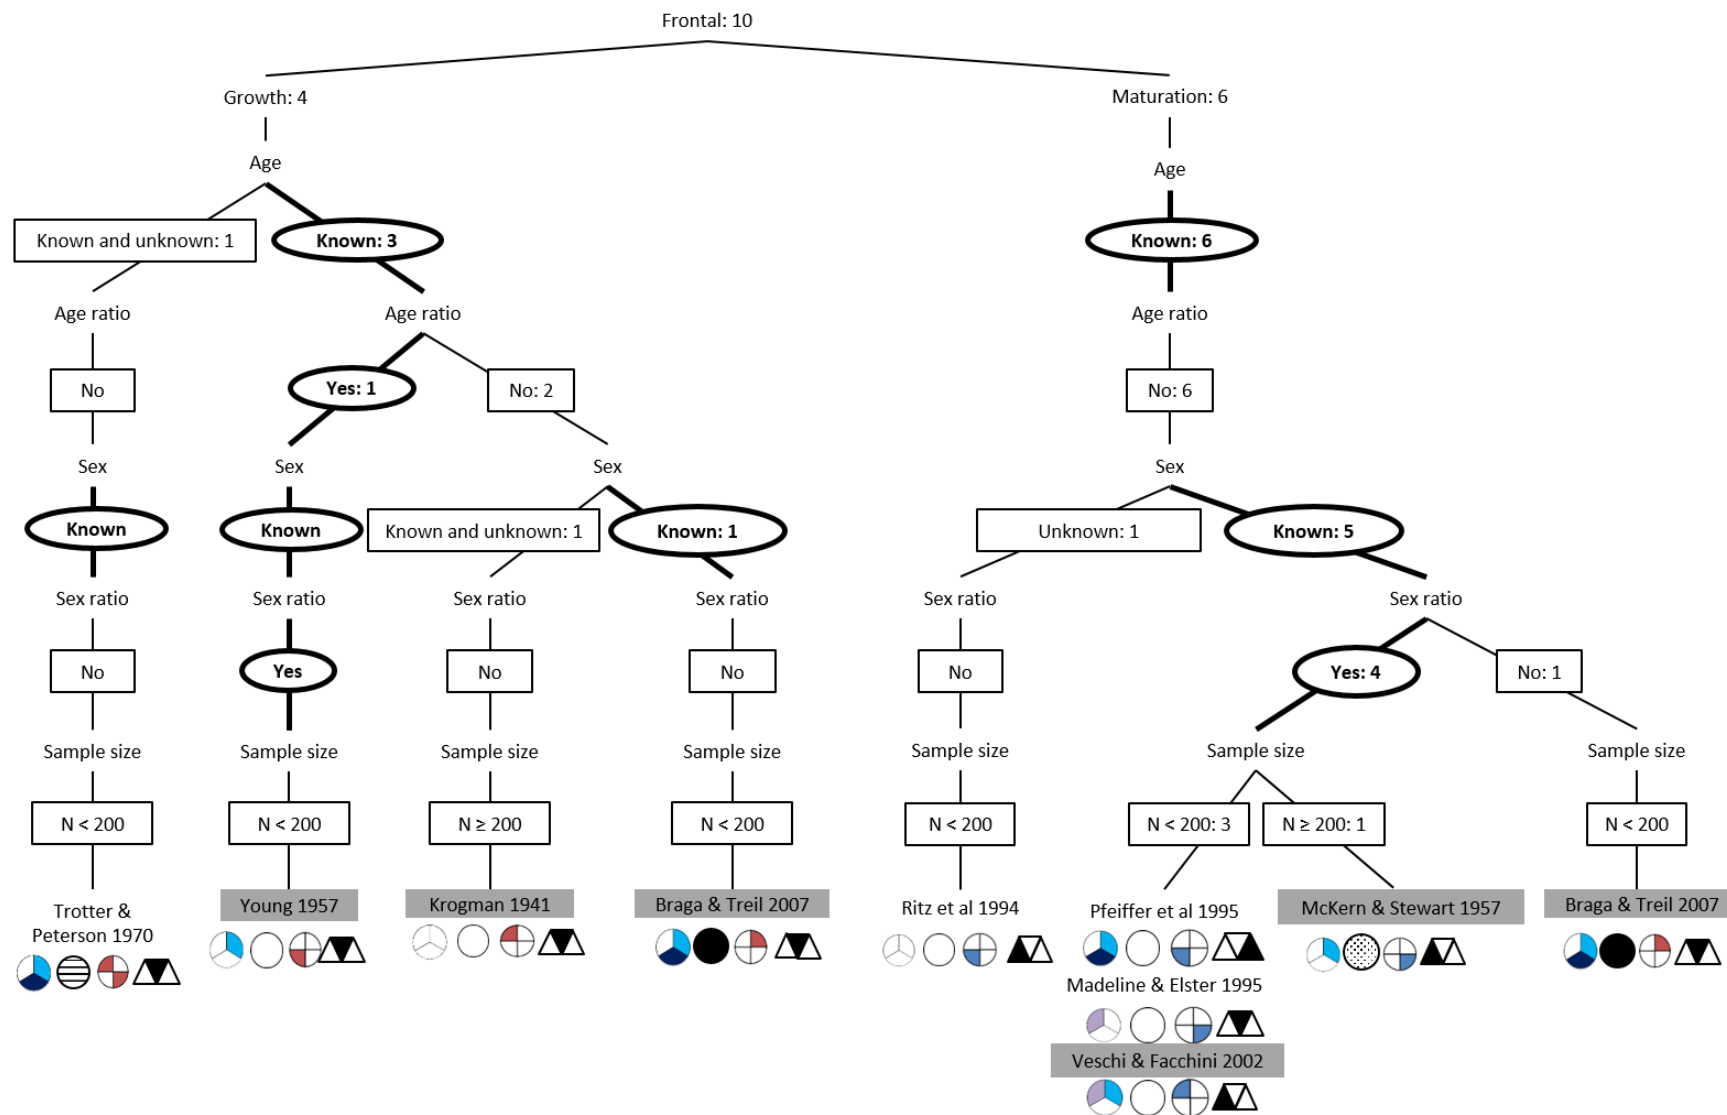 Frontal: 10
Growth: 4
Maturation: 6
Age
Age
Known and unknown: 1
Known: 3
Known: 6
Age ratio
Age ratio
Age ratio
No
Yes: 1
No: 2
No: 6
Sex
Sex
Sex
Sex
Known
Known
Known and unknown: 1
Known: 1
Unknown: 1
Known: 5
Sex ratio
Sex ratio
Sex ratio
Sex ratio
Sex ratio
Sex ratio
No
Yes
No
No
No
Yes: 4
No: 1
Sample size
Sample size
Sample size
Sample size
Sample size
Sample size
Sample size
N < 200
N < 200
N ≥ 200
N < 200
N < 200
N < 200: 3
N ≥ 200: 1
N < 200
Trotter &
Peterson 1970
Young 1957
Krogman 1941
Braga & Treil 2007
Ritz et al 1994
Pfeiffer et al 1995
McKern & Stewart 1957
Braga & Treil 2007
Madeline & Elster 1995
Veschi & Facchini 2002